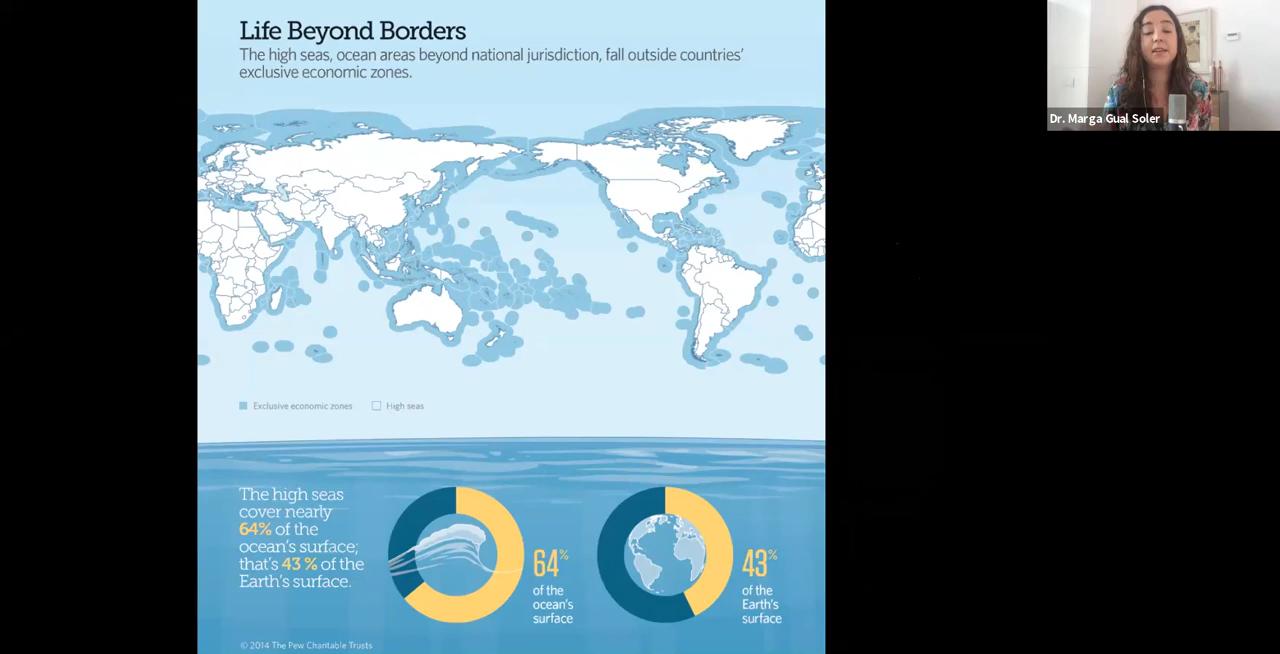 Life Beyond Borders
The high seas, ocean areas beyond national jurisdiction, fall outside countries'
exclusive economic zones.
Dr. Marga Gual Soler
Exclusive economic zones
High seas
The high seas
cover nearly
64% of the
ocean's surface;
that's 43 % of the
Earth's surface.
64%
of the
ocean's
surface
43%
of the
Earth's
surface
© 2014 The Pew Charitable Trusts